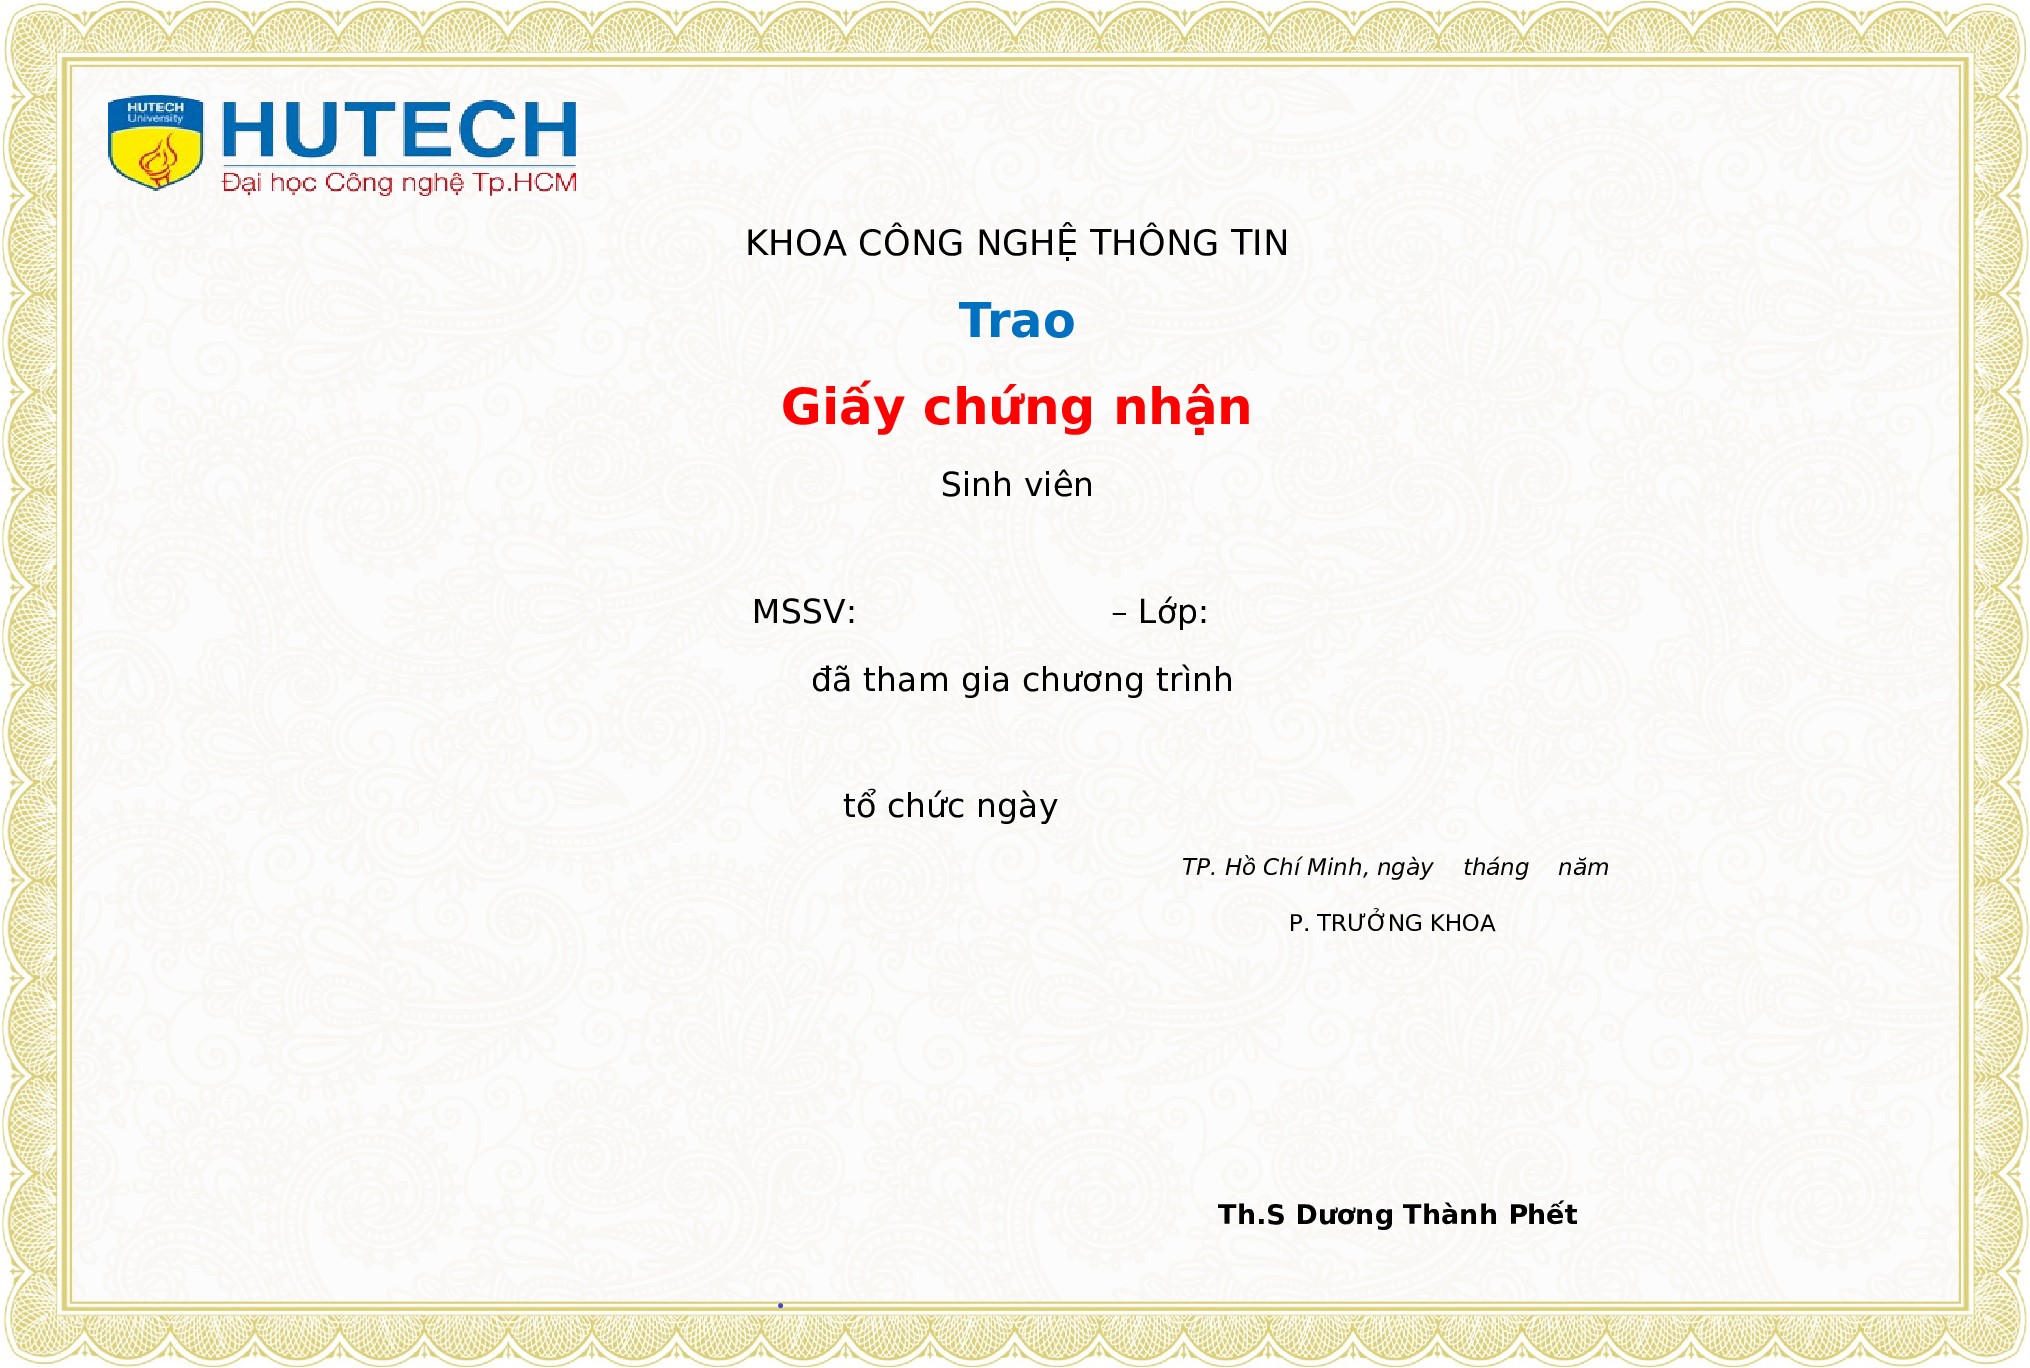 HUTECH
University
HUTECH
Đại học Công nghệ Tp.HCM
KHOA CÔNG NGHỆ THÔNG TIN
Trao
Giấy chứng nhận
Sinh viên
MSSV: – Lớp:
đã tham gia chương trình
tổ chức ngày
TP. Hồ Chí Minh, ngày tháng năm
P. TRƯỞNG KHOA
Th.S Dương Thành Phết